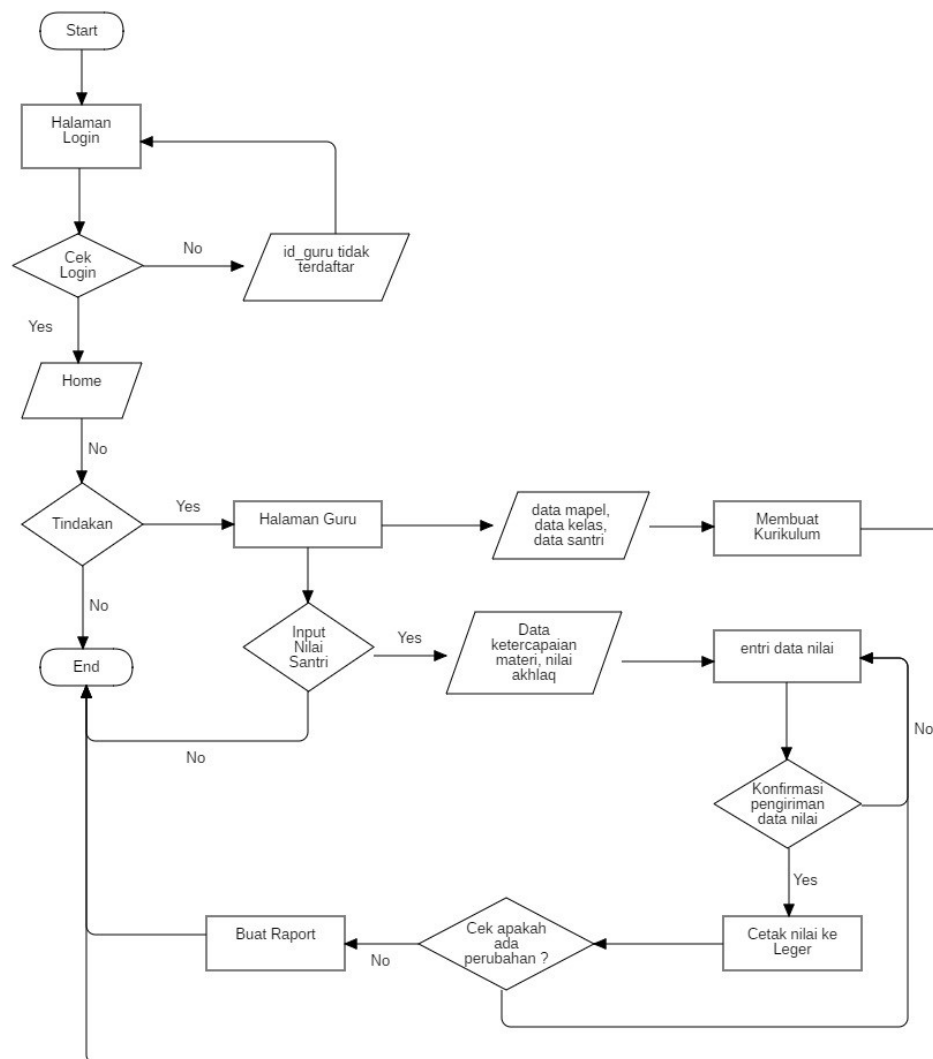 Start
Halaman
Login
Cek
Login
No
id_guru tidak
terdaftar
Yes
Home
No
Tindakan
Yes
Halaman Guru
data mapel,
data kelas,
data santri
Membuat
Kurikulum
No
End
Input
Nilai
Santri
Yes
Data
ketercapaian
materi, nilai
akhlaq
entri data nilai
No
No
Konfirmasi
pengiriman
data nilai
Yes
Cetak nilai ke
Leger
Cek apakah
ada
perubahan ?
No
Buat Raport